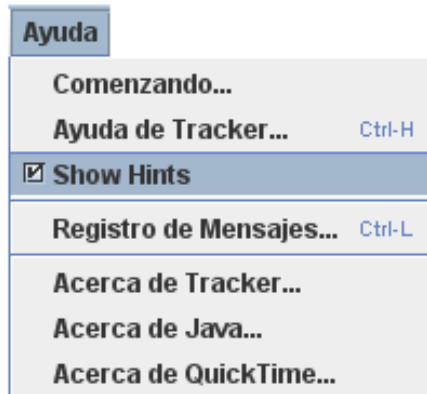 Ayuda
Comenzando...
Ayuda de Tracker... Ctrl-H
Show Hints
Registro de Mensajes... Ctrl-L
Acerca de Tracker...
Acerca de Java...
Acerca de QuickTime...